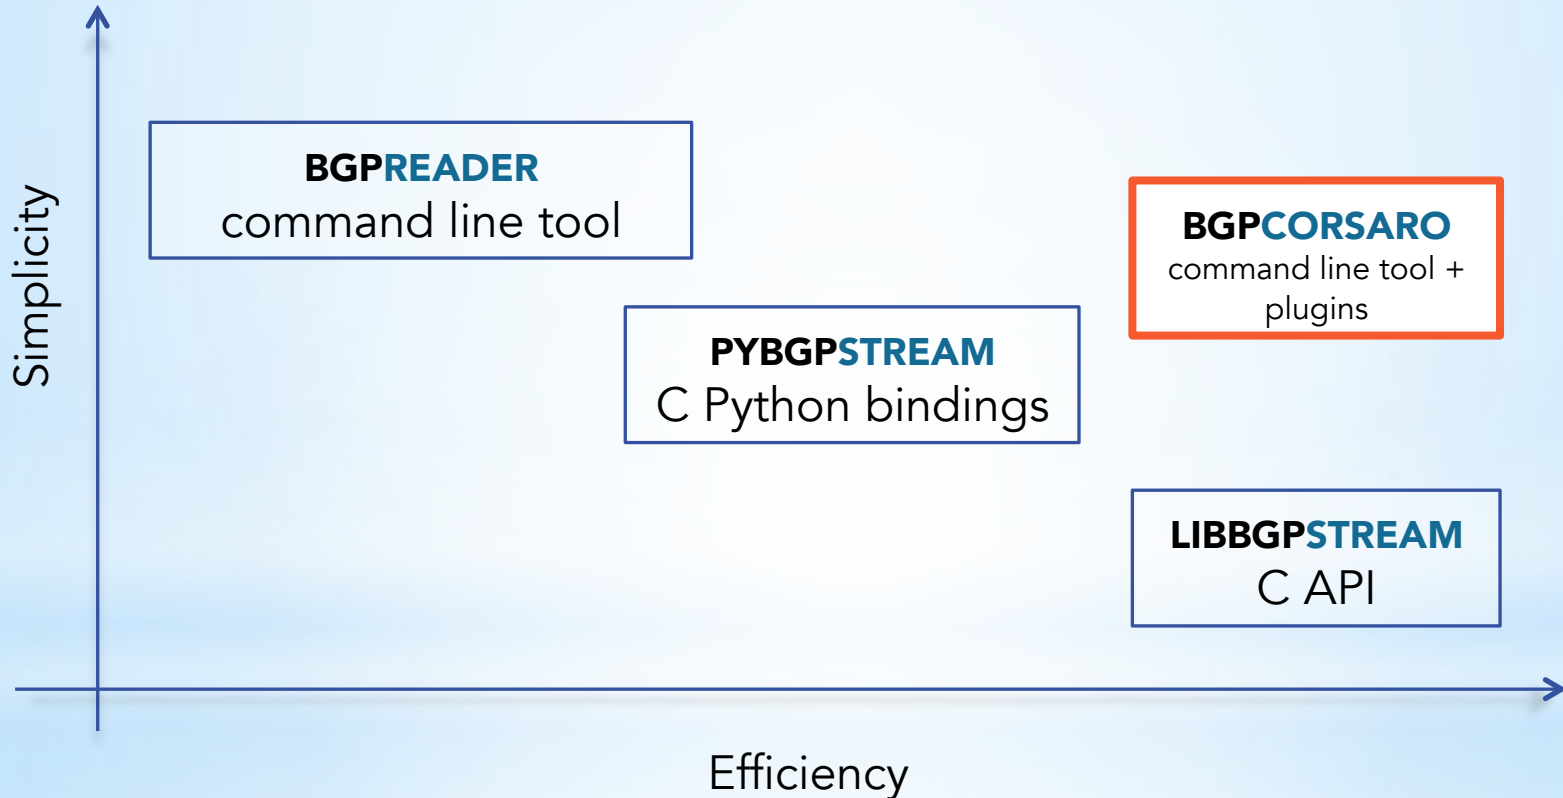 Simplicity
BGPREADER
command line tool
BGPCORSARO
command line tool +
plugins
PYBGPSTREAM
C Python bindings
LIBBGPSTREAM
C API
Efficiency